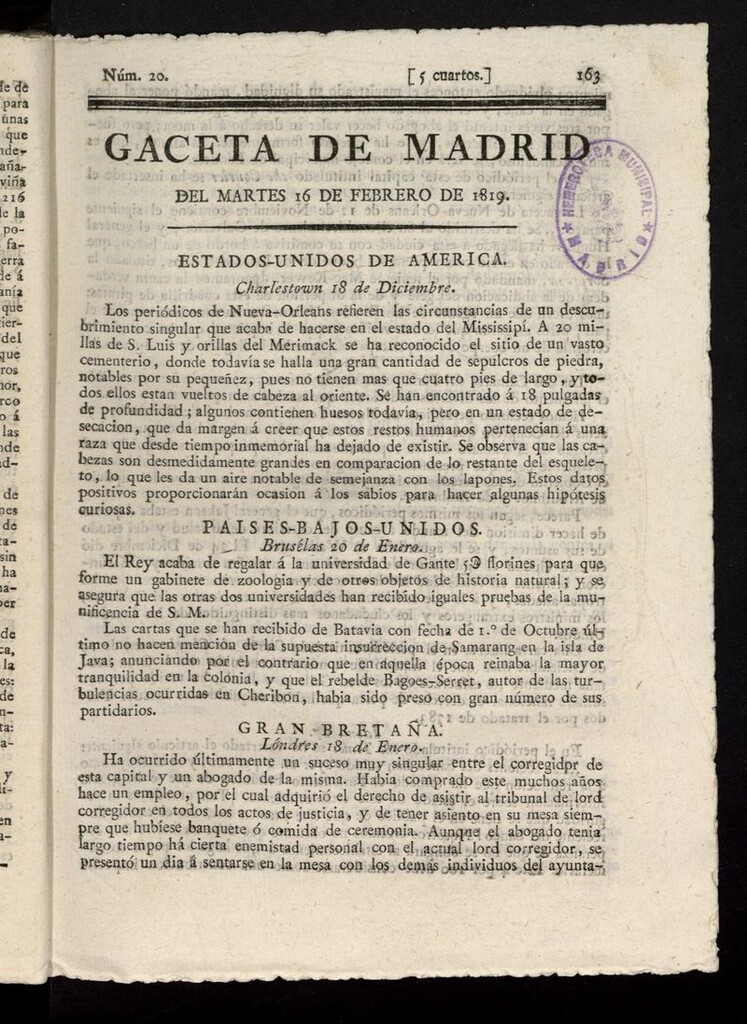 Núm. 20. [5 cuartos.] 163
GACETA DE MADRID
DEL MARTES 16 DE FEBRERO DE 1819.
HEMEROTECA MUNICIPAL
MADRID
ESTADOS-UNIDOS DE AMERICA.
Charlestown 18 de Diciembre.
Los periódicos de Nueva-Orleans refieren las circunstancias de un descu-
brimiento singular que acaba de hacerse en el estado del Mississipí. A 20 mi-
llas de S. Luis y orillas del Merimack se ha reconocido el sitio de un vasto
cementerio, donde todavía se halla una gran cantidad de sepulcros de piedra,
notables por su pequeñez, pues no tienen mas que cuatro pies de largo, y to-
dos ellos estan vueltos de cabeza al oriente. Se han encontrado á 18 pulgadas
de profundidad; algunos contienen huesos todavía, pero en un estado de de-
secacion, que da margen á creer que estos restos humanos pertenecian á una
raza que desde tiempo inmemorial ha dejado de existir. Se observa que las ca-
bezas son desmedidamente grandes en comparacion de lo restante del esquele-
to, lo que les da un aire notable de semejanza con los lapones. Estos datos
positivos proporcionarán ocasion á los sabios para hacer algunas hipótesis
curiosas.
PAISES-BAJOS-UNIDOS.
Brusélas 20 de Enero.
El Rey acaba de regalar á la universidad de Gante 5Ə florines para que
forme un gabinete de zoologia y de otros objetos de historia natural; y se
asegura que las otras dos universidades han recibido iguales pruebas de la mu-
nificencia de S. M.
Las cartas que se han recibido de Batavia con fecha de 1.º de Octubre úl-
timo no hacen mencion de la supuesta insurreccion de Samarang en la isla de
Java; anunciando por el contrario que en aquella época reinaba la mayor
tranquilidad en la colonia, y que el rebelde Bagoes-Serret, autor de las tur-
bulencias ocurridas en Cheribon, habia sido preso con gran número de sus
partidarios.
GRAN-BRETAÑA.
Lóndres 18 de Enero.
Ha ocurrido últimamente un suceso muy singular entre el corregidor de
esta capital y un abogado de la misma. Habia comprado este muchos años
hace un empleo, por el cual adquirió el derecho de asistir al tribunal de lord
corregidor en todos los actos de justicia, y de tener asiento en su mesa siem-
pre que hubiese banquete ó comida de ceremonia. Aunque el abogado tenia
largo tiempo há cierta enemistad personal con el actual lord corregidor, se
presentó un dia á sentarse en la mesa con los demás individuos del ayunta-